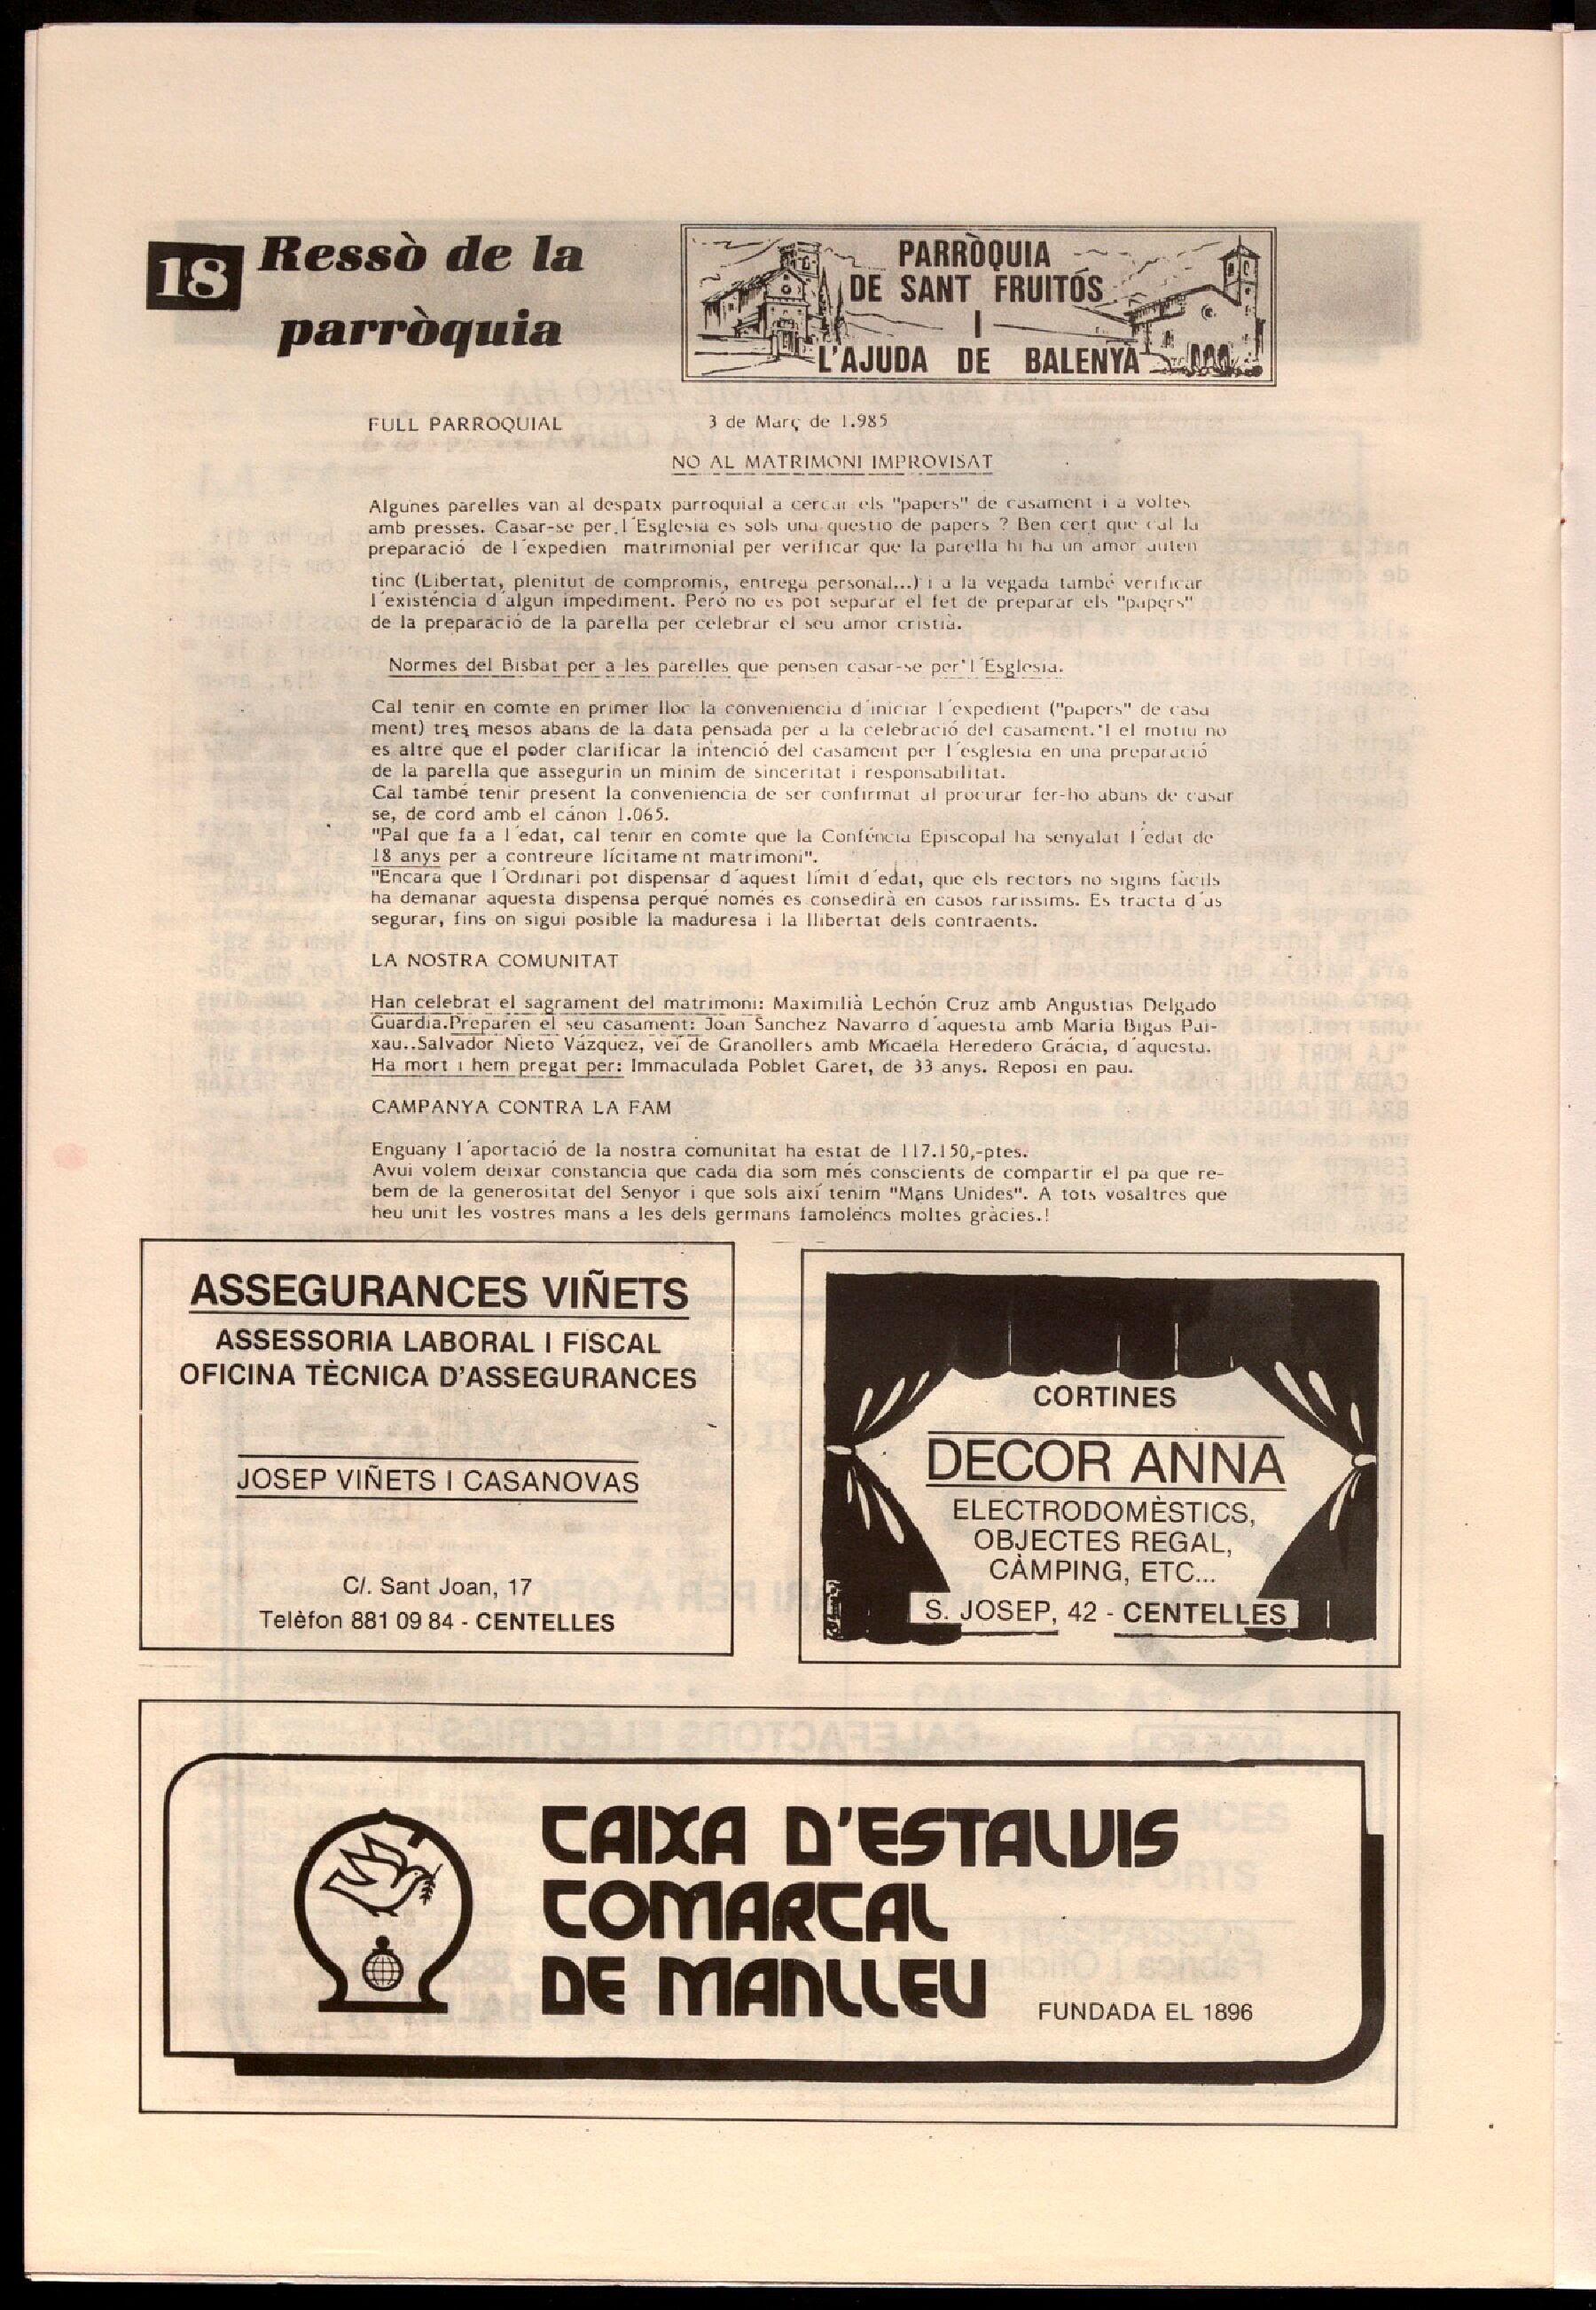 18
Ressò de la
parròquia
PARRÒQUIA
DE SANT FRUITÓS
I
L'AJUDA DE BALENYÀ
FULL PARROQUIAL 3 de Març de 1.985
NO AL MATRIMONI IMPROVISAT
Algunes parelles van al despatx parroquial a cercar els "papers" de casament i a voltes
amb presses. Casar-se per l´Esglesia es sols una questio de papers ? Ben cert que cal la
preparació de l´expedien matrimonial per verificar que la parella hi ha un amor auten
tinc (Libertat, plenitut de compromis, entrega personal...) i a la vegada també verificar
l´existéncia d´algun impediment. Peró no es pot separar el fet de preparar els "papers"
de la preparació de la parella per celebrar el seu amor cristià.
Normes del Bisbat per a les parelles que pensen casar-se per l´Esglesia.
Cal tenir en comte en primer lloc la conveniencia d´iniciar l´expedient ("papers" de casa
ment) tres mesos abans de la data pensada per a la celebració del casament. I el motiu no
es altre que el poder clarificar la intenció del casament per l´esglesia en una preparació
de la parella que assegurin un minim de sinceritat i responsabilitat.
Cal també tenir present la conveniencia de ser confirmat al procurar fer-ho abans de casar
se, de cord amb el cánon 1.065.
"Pal que fa a l´edat, cal tenir en comte que la Conféncia Episcopal ha senyalat l´edat de
18 anys per a contreure lícitament matrimoni".
"Encara que l´Ordinari pot dispensar d´aquest límit d´edat, que els rectors no sigins fàcils
ha demanar aquesta dispensa perqué només es consedirà en casos rarissims. Es tracta d´as
segurar, fins on sigui posible la maduresa i la llibertat dels contraents.
LA NOSTRA COMUNITAT
Han celebrat el sagrament del matrimoni: Maximilià Lechón Cruz amb Angustias Delgado
Guardia. Preparen el seu casament: Joan Sanchez Navarro d´aquesta amb Maria Bigas Pai-
xau..Salvador Nieto Vázquez, veí de Granollers amb Micaela Heredero Grácia, d´aquesta.
Ha mort i hem pregat per: Immaculada Poblet Garet, de 33 anys. Reposi en pau.
CAMPANYA CONTRA LA FAM
Enguany l´aportació de la nostra comunitat ha estat de 117.150,-ptes.
Avui volem deixar constancia que cada dia som més conscients de compartir el pa que re-
bem de la generositat del Senyor i que sols així tenim "Mans Unides". A tots vosaltres que
heu unit les vostres mans a les dels germans famoléncs moltes gràcies.!
ASSEGURANCES VIÑETS
ASSESSORIA LABORAL I FISCAL
OFICINA TÈCNICA D'ASSEGURANCES
JOSEP VIÑETS I CASANOVAS
C/. Sant Joan, 17
Telèfon 881 09 84 - CENTELLES
CORTINES
DECOR ANNA
ELECTRODOMÈSTICS,
OBJECTES REGAL,
CÀMPING, ETC...
S. JOSEP, 42 - CENTELLES
CAIXA D'ESTALVIS
COMARCAL
DE MANLLEU
FUNDADA EL 1896